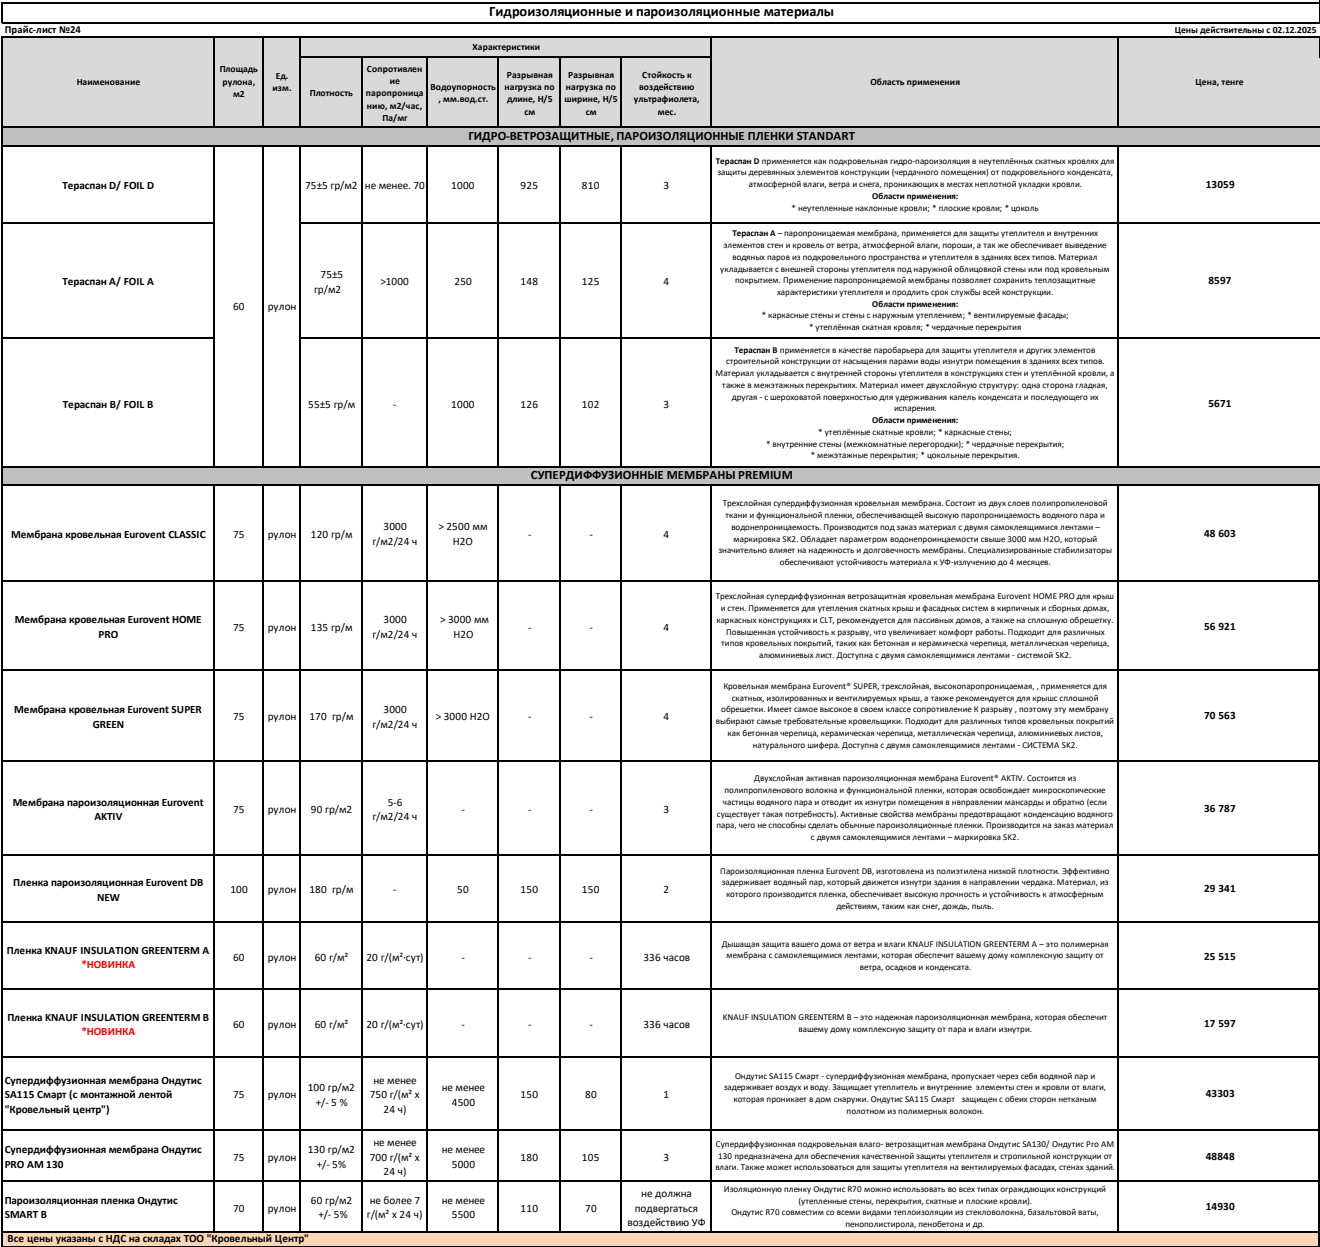 Гидроизоляционные и пароизоляционные материалы
Прайс-лист №24
Цены действительны с 02.12.2025
Наименование
Площадь
рулона,
м2
Ед.
изм.
Характеристики
Плотность
Сопротивлен
ие
паропроница
нию, м2/час,
Па/мг
Водоупорность
, мм.вод.ст.
Разрывная
нагрузка по
длине, Н/5
см
Разрывная
нагрузка по
ширине, Н/5
см
Стойкость к
воздействию
ультрафиолета,
мес.
Область применения
Цена, тенге
ГИДРО-ВЕТРОЗАЩИТНЫЕ, ПАРОИЗОЛЯЦИОННЫЕ ПЛЕНКИ STANDART
Тераспан D/ FOIL D
60
рулон
75±5 гр/м2
не менее. 70
1000
925
810
3
Тераспан D применяется как подкровельная гидро-пароизоляция в неутеплённых скатных кровлях для
защиты деревянных элементов конструкции (чердачного помещения) от подкровельного конденсата,
атмосферной влаги, ветра и снега, проникающих в местах неплотной укладки кровли.
Области применения:
* неутепленные наклонные кровли; * плоские кровли; * цоколь
13059
Тераспан A/ FOIL A
75±5
гр/м2
>1000
250
148
125
4
Тераспан А – паропроницаемая мембрана, применяется для защиты утеплителя и внутренних
элементов стен и кровель от ветра, атмосферной влаги, пороши, а так же обеспечивает выведение
водяных паров из подкровельного пространства и утеплителя в зданиях всех типов. Материал
укладывается с внешней стороны утеплителя под наружной облицовкой стены или под кровельным
покрытием. Применение паропроницаемой мембраны позволяет сохранить теплозащитные
характеристики утеплителя и продлить срок службы всей конструкции.
Области применения:
* каркасные стены и стены с наружным утеплением; * вентилируемые фасады;
* утеплённая скатная кровля; * чердачные перекрытия
8597
Тераспан B/ FOIL B
55±5 гр/м
-
1000
126
102
3
Тераспан В применяется в качестве паробарьера для защиты утеплителя и других элементов
строительной конструкции от насыщения парами воды изнутри помещения в зданиях всех типов.
Материал укладывается с внутренней стороны утеплителя в конструкциях стен и утеплённой кровли, а
также в межэтажных перекрытиях. Материал имеет двухслойную структуру: одна сторона гладкая,
другая - с шероховатой поверхностью для удерживания капель конденсата и последующего их
испарения.
Области применения:
* утеплённые скатные кровли; * каркасные стены;
* внутренние стены (межкомнатные перегородки); * чердачные перекрытия;
* межэтажные перекрытия; * цокольные перекрытия.
5671
СУПЕРДИФФУЗИОННЫЕ МЕМБРАНЫ PREMIUM
Мембрана кровельная Eurovent CLASSIC
75
рулон
120 гр/м
3000
г/м2/24 ч
> 2500 мм
H2O
-
-
4
Трехслойная супердиффузионная кровельная мембрана. Состоит из двух слоев полипропиленовой
ткани и функциональной пленки, обеспечивающей высокую паропроницаемость водяного пара и
водонепроницаемость. Производится под заказ материал с двумя самоклеящимися лентами –
маркировка SK2. Обладает параметром водонепроинцаемости свыше 3000 мм H2O, который
значительно влияет на надежность и долговечность мембраны. Специализированные стабилизаторы
обеспечивают устойчивость материала к УФ-излучению до 4 месяцев.
48 603
Мембрана кровельная Eurovent HOME
PRO
75
рулон
135 гр/м
3000
г/м2/24 ч
> 3000 мм
H2O
-
-
4
Трехслойная супердиффузионная ветрозащитная кровельная мембрана Eurovent HOME PRO для крыш
и стен. Применяется для утепления скатных крыш и фасадных систем в кирпичных и сборных домах,
каркасных конструкциях и CLT, рекомендуется для пассивных домов, а также на сплошную обрешетку.
Повышенная устойчивость к разрыву, что увеличивает комфорт работы. Подходит для различных
типов кровельных покрытий, таких как бетонная и керамическа черепица, металлическая черепица,
алюминиевых лист. Доступна с двумя самоклеящимися лентами - системой SK2.
56 921
Мембрана кровельная Eurovent SUPER
GREEN
75
рулон
170 гр/м
3000
г/м2/24 ч
> 3000 H2O
-
-
4
Кровельная мембрана Eurovent® SUPER, трехслойная, высокопаропроницаемая, , применяется для
скатных, изолированных и вентилируемых крыш, а также рекомендуется для крышс сплошной
обрешетки. Имеет самое высокое в своем классе сопротивление К разрыву , поэтому эту мембрану
выбирают самые требовательные кровельщики. Подходит для различных типов кровельных покрытий
как бетонная черепица, керамическая черепица, металлическая черепица, алюминиевых листов,
натурального шифера. Доступна с двумя самоклеящимися лентами - СИСТЕМА SK2.
70 563
Мембрана пароизоляционная Eurovent
AKTIV
75
рулон
90 гр/м2
5-6
г/м2/24 ч
-
-
-
3
Двухслойная активная пароизоляционная мембрана Eurovent® AKTIV. Состоится из
полипропиленового волокна и функциональной пленки, которая освобождает микроскопические
частицы водяного пара и отводит их изнутри помещения в нiправлении мансарды и обратно (если
существует такая потребность). Активные свойства мембраны предотвращают конденсацию водяного
пара, чего не способны сделать обычные пароизоляционные пленки. Производится на заказ материал
с двумя самоклеящимися лентами – маркировка SK2.
36 787
Пленка пароизоляционная Eurovent DB
NEW
100
рулон
180 гр/м
-
50
150
150
2
Пароизоляционная пленка Eurovent DB, изготовлена из полиэтилена низкой плотности. Эффективно
задерживает водяный пар, который движется изнутри здания в направлении чердака. Материал, из
которого производится пленка, обеспечивает высокую прочность и устойчивость к атмосферным
действиям, таким как снег, дождь, пыль.
29 341
Пленка KNAUF INSULATION GREENTERM A
*НОВИНКА
60
рулон
60 г/м²
20 г/(м²·сут)
-
-
-
336 часов
Дышащая защита вашего дома от ветра и влаги KNAUF INSULATION GREENTERM A – это полимерная
мембрана с самоклеящимися лентами, которая обеспечит вашему дому комплексную защиту от
ветра, осадков и конденсата.
25 515
Пленка KNAUF INSULATION GREENTERM B
*НОВИНКА
60
рулон
60 г/м²
20 г/(м²·сут)
-
-
-
336 часов
KNAUF INSULATION GREENTERM B – это надежная пароизоляционная мембрана, которая обеспечит
вашему дому комплексную защиту от пара и влаги изнутри.
17 597
Супердиффузионная мембрана Ондутис
SA115 Смарт (с монтажной лентой
"Кровельный центр")
75
рулон
100 гр/м2
+/- 5 %
не менее
750 г/(м² х
24 ч)
не менее
4500
150
80
1
Ондутис SA115 Смарт - супердиффузионная мембрана, пропускает через себя водяной пар и
задерживает воздух и воду. Защищает утеплитель и внутренние элементы стен и кровли от влаги,
которая проникает в дом снаружи. Ондутис SA115 Смарт защищен с обеих сторон нетканым
полотном из полимерных волокон.
43303
Супердиффузионная мембрана Ондутис
PRO AM 130
75
рулон
130 гр/м2
+/- 5%
не менее
700 г/(м² х
24 ч)
не менее
5000
180
105
3
Супердиффузионная подкровельная влаго- ветрозащитная мембрана Ондутис SA130/ Ондутис Pro AM
130 предназначена для обеспечения качественной защиты утеплителя и стропильной конструкции от
влаги. Также может использоваться для защиты утеплителя на вентилируемых фасадах, стенах зданий.
48848
Пароизоляционная пленка Ондутис
SMART B
70
рулон
60 гр/м2
+/- 5%
не более 7
г/(м² х 24 ч)
не менее
5500
110
70
не должна
подвергаться
воздействию УФ
Изоляционную пленку Ондутис R70 можно использовать во всех типах ограждающих конструкций
(утепленные стены, перекрытия, скатные и плоские кровли).
Ондутис R70 совместим со всеми видами теплоизоляции из стекловолокна, базальтовой ваты,
пенополистирола, пенобетона и др.
14930
Все цены указаны с НДС на складах ТОО "Кровельный Центр"